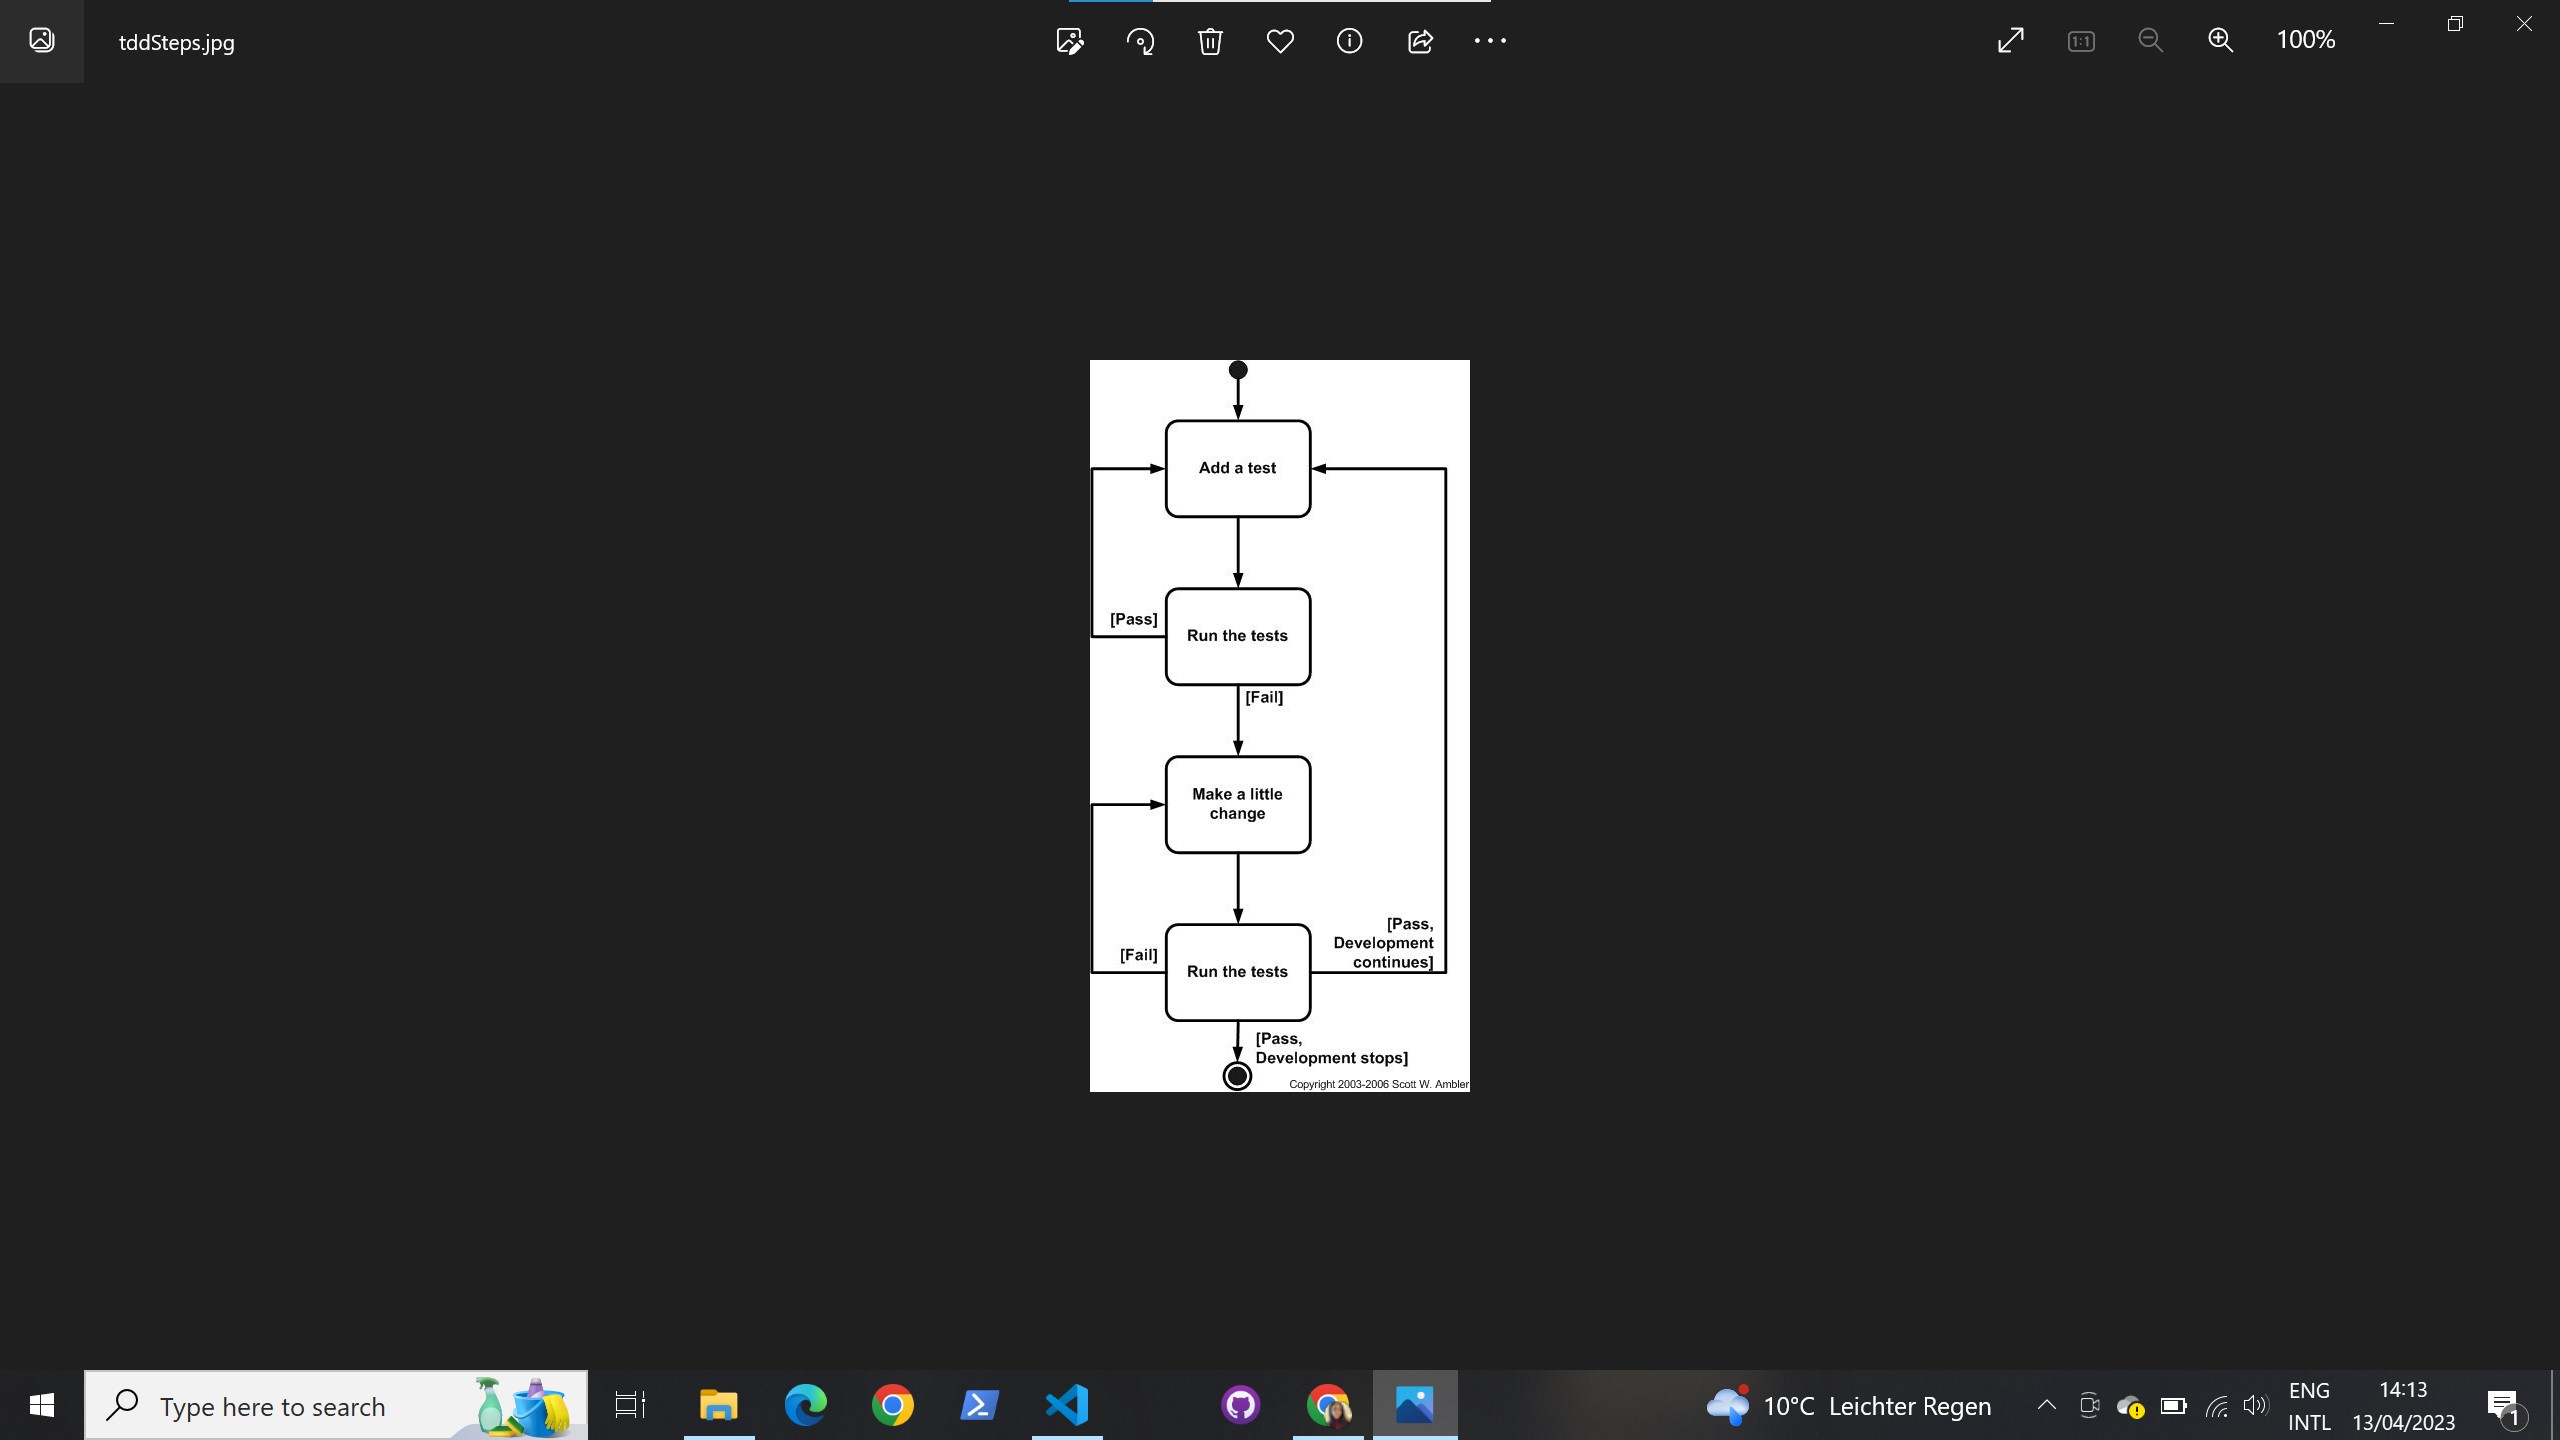 tddSteps.jpg
100%
Add a test
[Pass]
Run the tests
[Fail]
Make a little
change
[Pass,
Development
continues]
[Fail]
Run the tests
[Pass,
Development stops]
Copyright 2003-2006 Scott W. Ambler
Type here to search
10°C Leichter Regen
ENG
INTL
14:13
13/04/2023
1